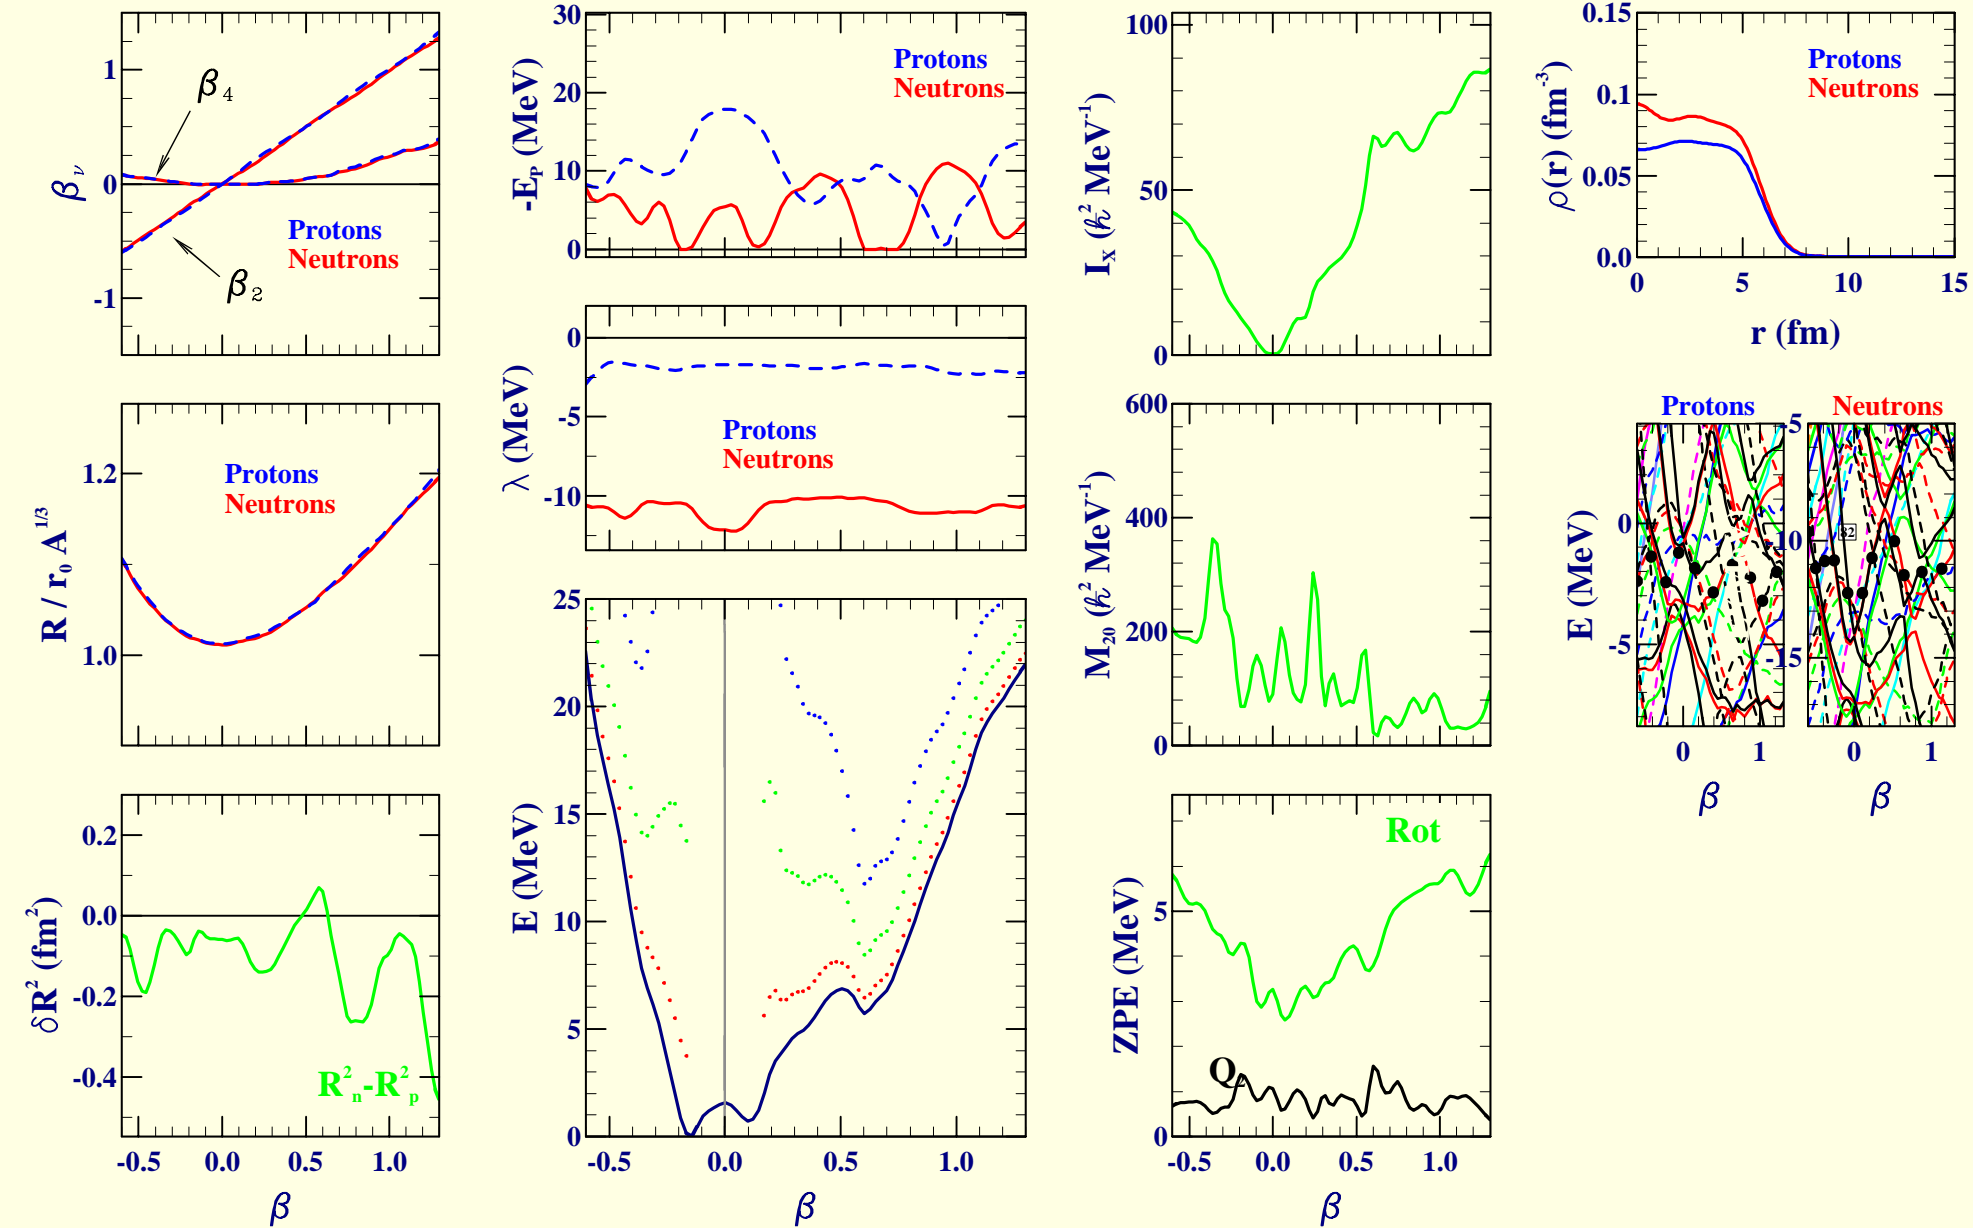 1
0
-1
β_ν
β₄
β₂
Protons
Neutrons
1.2
1.0
R / r₀ A^1/3
Protons
Neutrons
0.2
0.0
-0.2
-0.4
δR² (fm²)
R²ₙ-R²ₚ
-0.5 0.0 0.5 1.0
β
30
20
10
0
-E_P (MeV)
Protons
Neutrons
0
-5
-10
λ (MeV)
Protons
Neutrons
25
20
15
10
5
0
E (MeV)
-0.5 0.0 0.5 1.0
β
100
50
0
I_X (ℏ² MeV⁻¹)
600
400
200
0
M₂₀ (ℏ² MeV⁻¹)
5
0
ZPE (MeV)
Rot
Q₂
-0.5 0.0 0.5 1.0
β
0.15
0.1
0.05
0.0
ρ(r) (fm⁻³)
Protons
Neutrons
0 5 10 15
r (fm)
Protons
Neutrons
0
-5
E (MeV)
-5
-10
-15
82
0 1
0 1
β
β